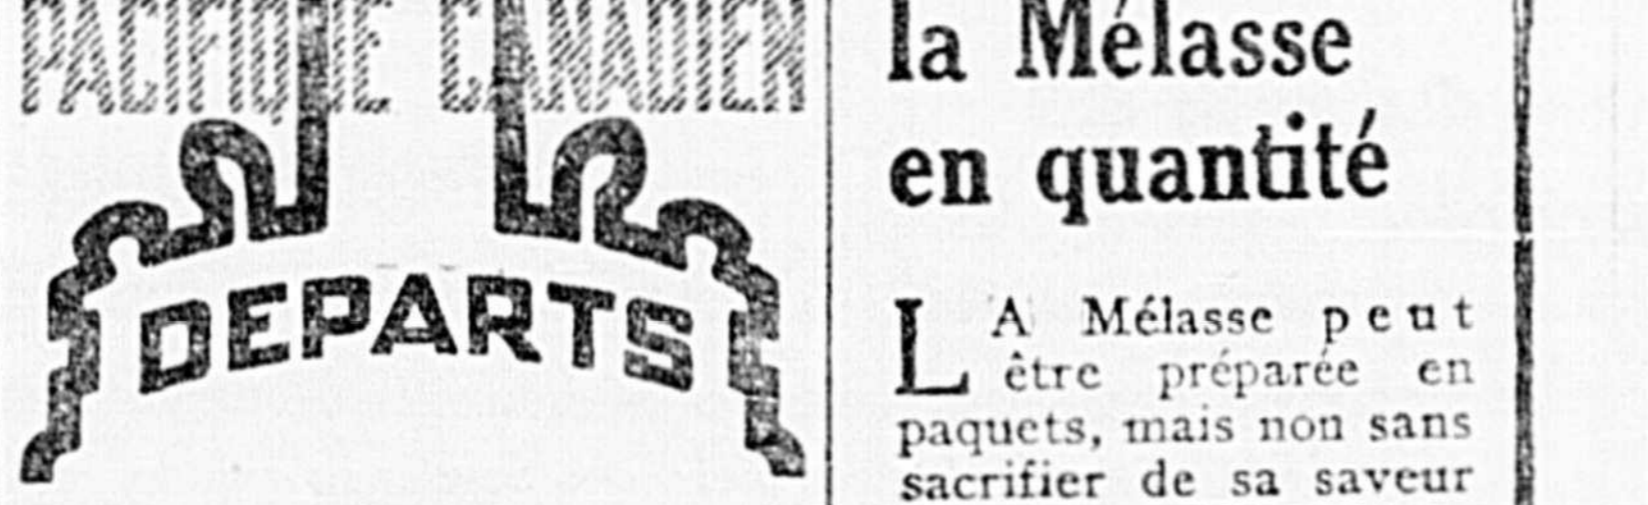 PACIFIQUE CANADIEN
DEPARTS
la Mélasse
en quantité
LA Mélasse peut
être préparée en
paquets, mais non sans
sacrifier de sa saveur